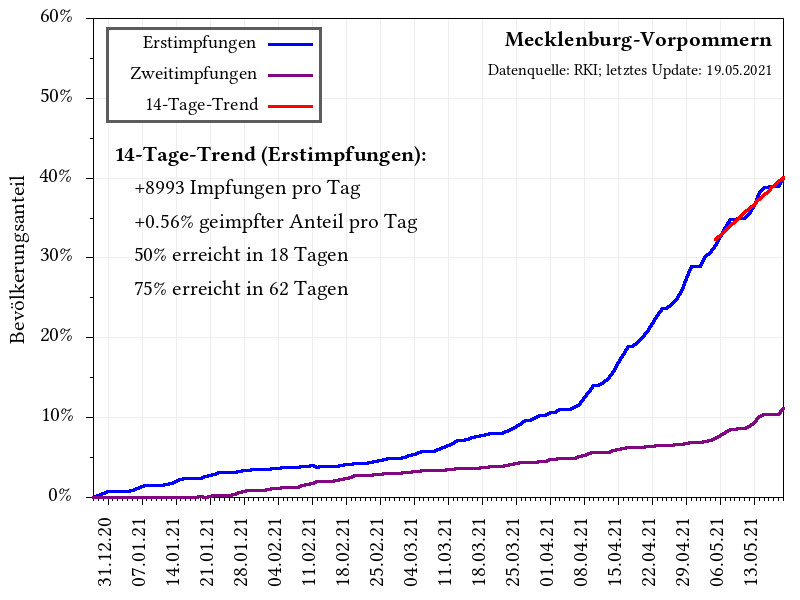 Mecklenburg-Vorpommern
Datenquelle: RKI; letztes Update: 19.05.2021
Erstimpfungen
Zweitimpfungen
14-Tage-Trend
14-Tage-Trend (Erstimpfungen):
+8993 Impfungen pro Tag
+0.56% geimpfter Anteil pro Tag
50% erreicht in 18 Tagen
75% erreicht in 62 Tagen
Bevölkerungsanteil
60%
50%
40%
30%
20%
10%
0%
31.12.20
07.01.21
14.01.21
21.01.21
28.01.21
04.02.21
11.02.21
18.02.21
25.02.21
04.03.21
11.03.21
18.03.21
25.03.21
01.04.21
08.04.21
15.04.21
22.04.21
29.04.21
06.05.21
13.05.21